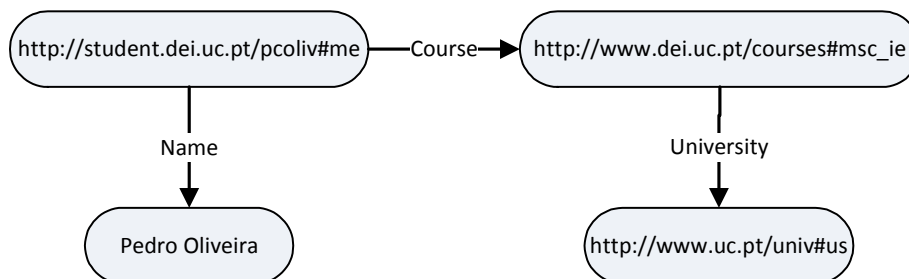 http://student.dei.uc.pt/pcoliv#me
Course
http://www.dei.uc.pt/courses#msc_ie
Name
University
Pedro Oliveira
http://www.uc.pt/univ#us